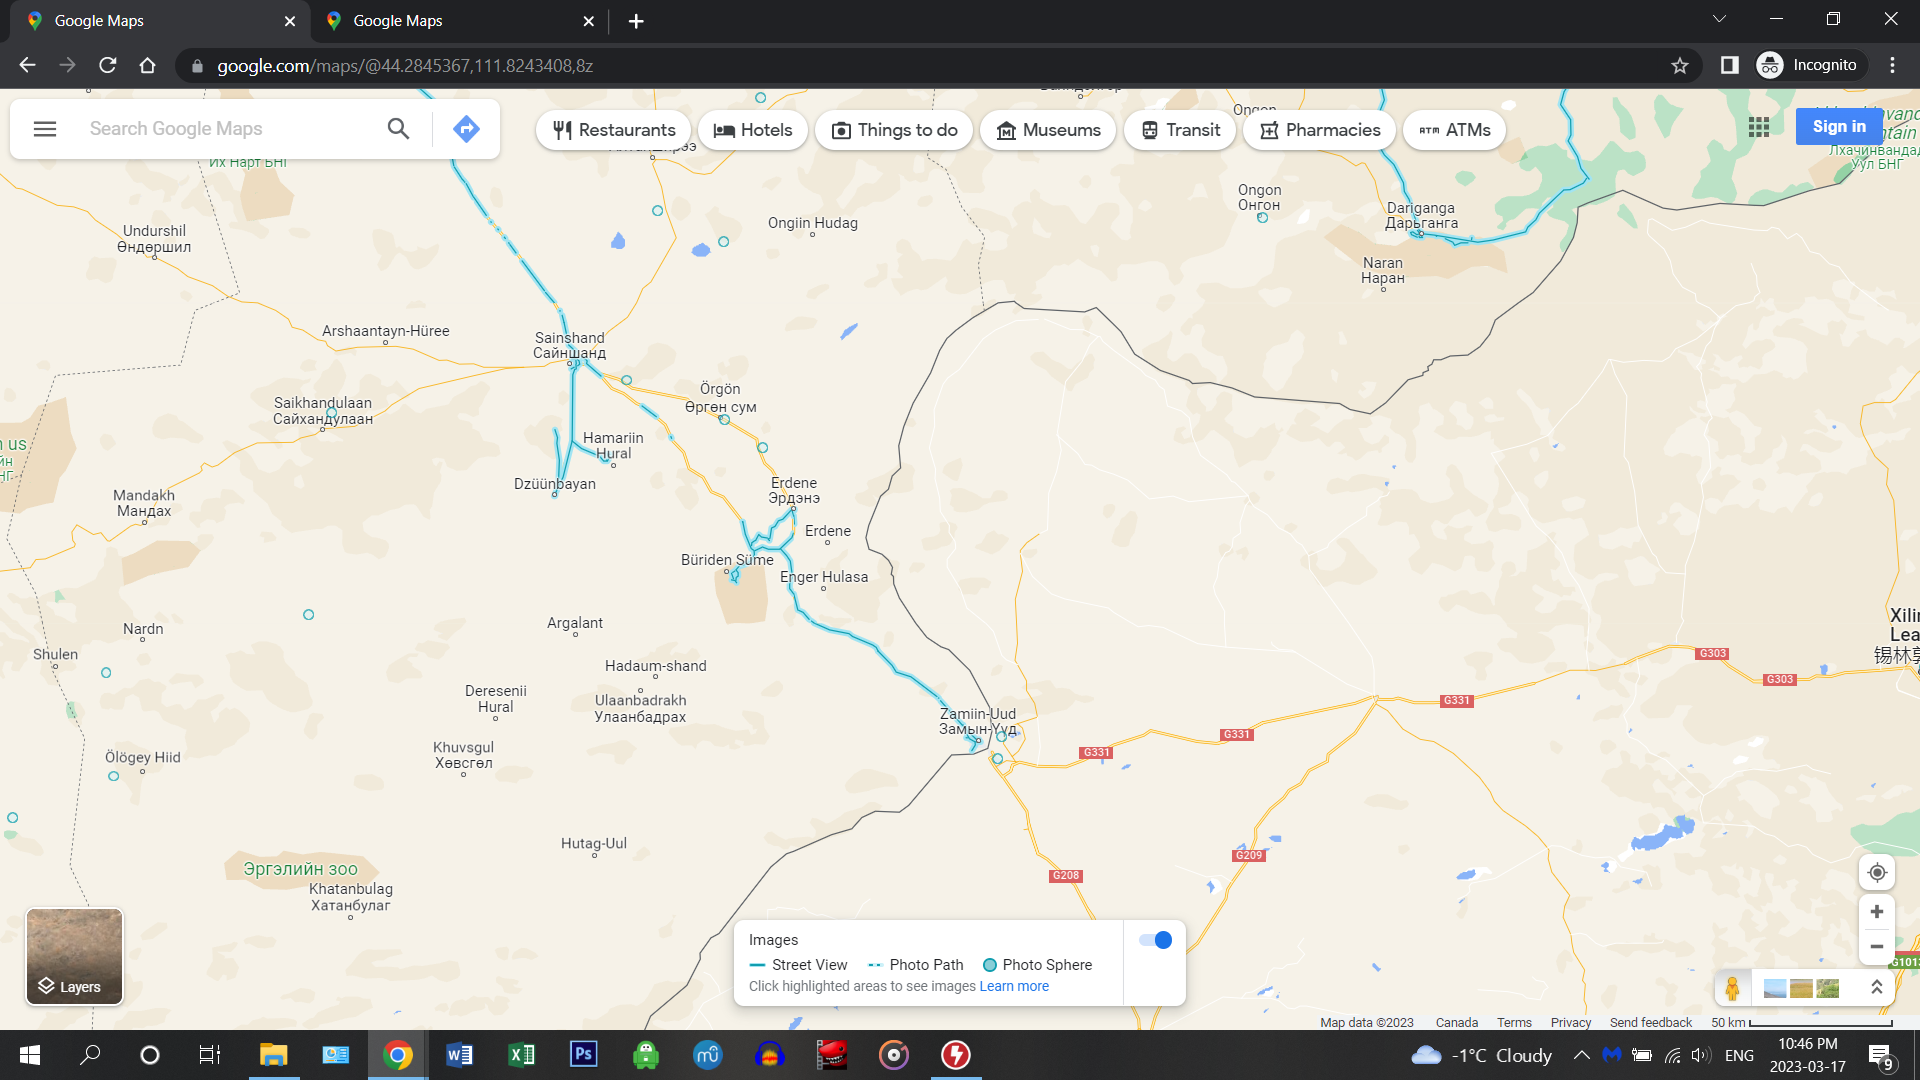 Google Maps
Google Maps
google.com/maps/@44.2845367,111.8243408,8z
Incognito
Search Google Maps
Restaurants
Hotels
Things to do
Museums
Transit
Pharmacies
ATM ATMs
Sign in
Их Нарт БНГ
Ongon
Лхачинвандад
Уул БНГ
Undurshil
Өндөршил
Ongiin Hudag
Ongon
Онгон
Dariganga
Дарьганга
Naran
Наран
Arshaantayn-Hüree
Sainshand
Сайншанд
Saikhandulaan
Сайхандулаан
Örgön
Өргөн сум
Hamariin
Hural
Dzüünbayan
Mandakh
Мандах
Erdene
Эрдэнэ
Erdene
Büriden Süme
Enger Hulasa
Nardn
Shulen
Argalant
Hadaum-shand
Deresenii
Hural
Ulaanbadrakh
Улаанбадрах
Zamiin-Uud
Замын-Үүд
Khuvsgul
Хөвсгөл
Ölögey Hiid
Hutag-Uul
Эргэлийн зоо
Khatanbulag
Хатанбулаг
G303
G303
G331
G331
G331
G209
G208
G1013
Layers
Images
Street View
Photo Path
Photo Sphere
Click highlighted areas to see images Learn more
Map data ©2023
Canada
Terms
Privacy
Send feedback
50 km
-1°C Cloudy
ENG
10:46 PM
2023-03-17
9